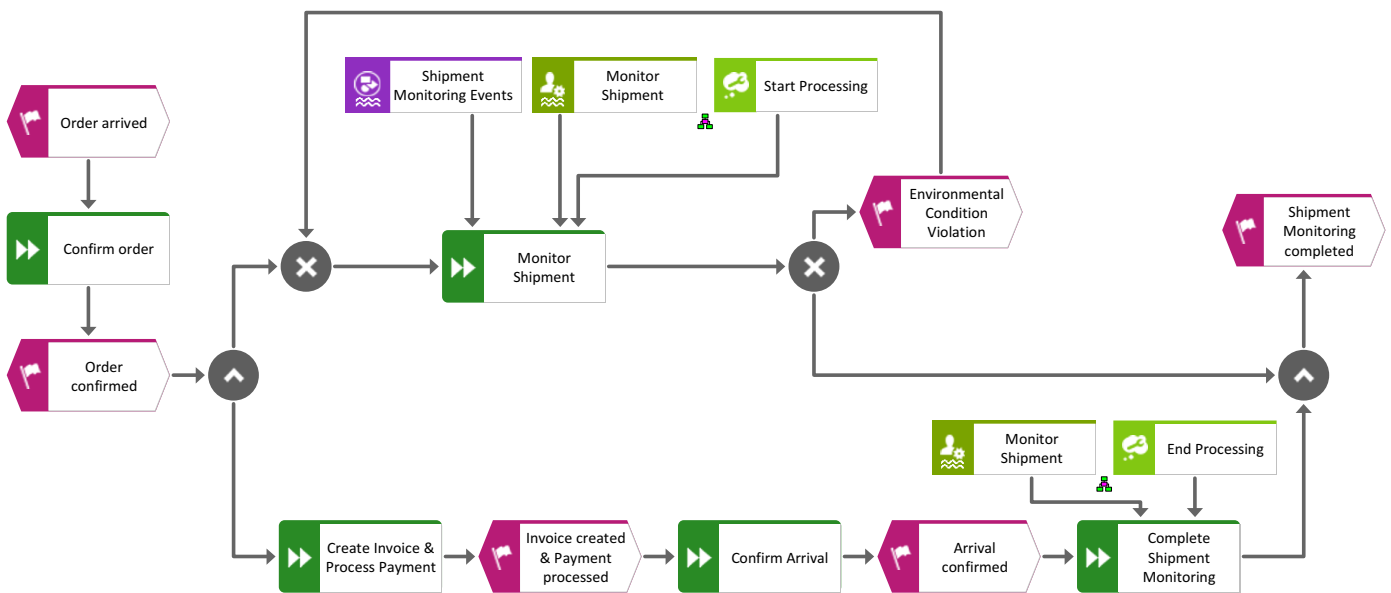 Shipment
Monitoring Events
Monitor
Shipment
Start Processing
Order arrived
Environmental
Condition
Violation
Shipment
Monitoring
completed
Confirm order
Monitor
Shipment
Order
confirmed
Monitor
Shipment
End Processing
Create Invoice &
Process Payment
Invoice created
& Payment
processed
Confirm Arrival
Arrival
confirmed
Complete
Shipment
Monitoring